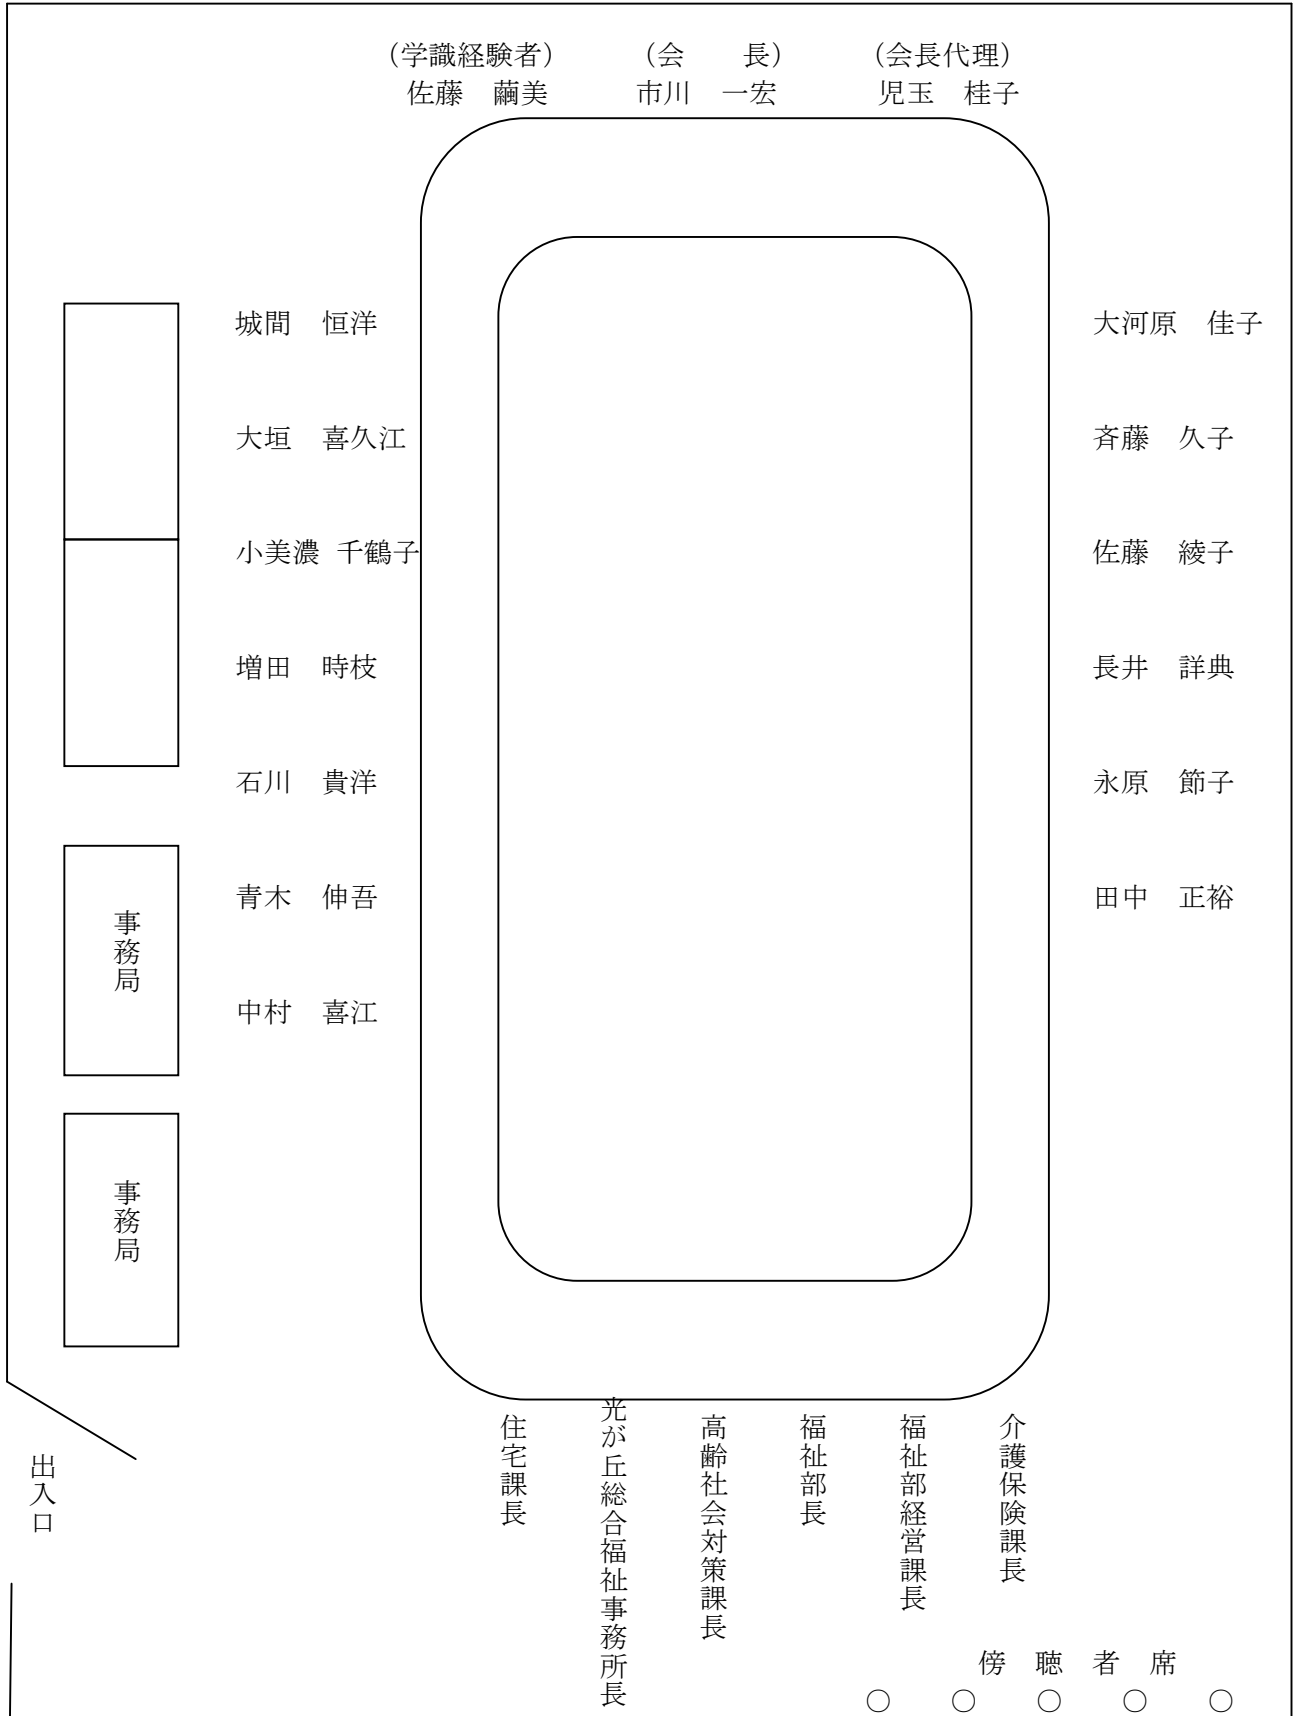 （学識経験者）　（会　　長）　（会長代理）
佐藤　繭美　市川　一宏　児玉　桂子
城間　恒洋
大垣　喜久江
小美濃 千鶴子
増田　時枝
石川　貴洋
青木　伸吾
中村　喜江
大河原　佳子
斉藤　久子
佐藤　綾子
長井　詳典
永原　節子
田中　正裕
事務局
事務局
出入口
住宅課長
光が丘総合福祉事務所長
高齢社会対策課長
福祉部長
福祉部経営課長
介護保険課長
傍　聴　者　席
○　○　○　○　○